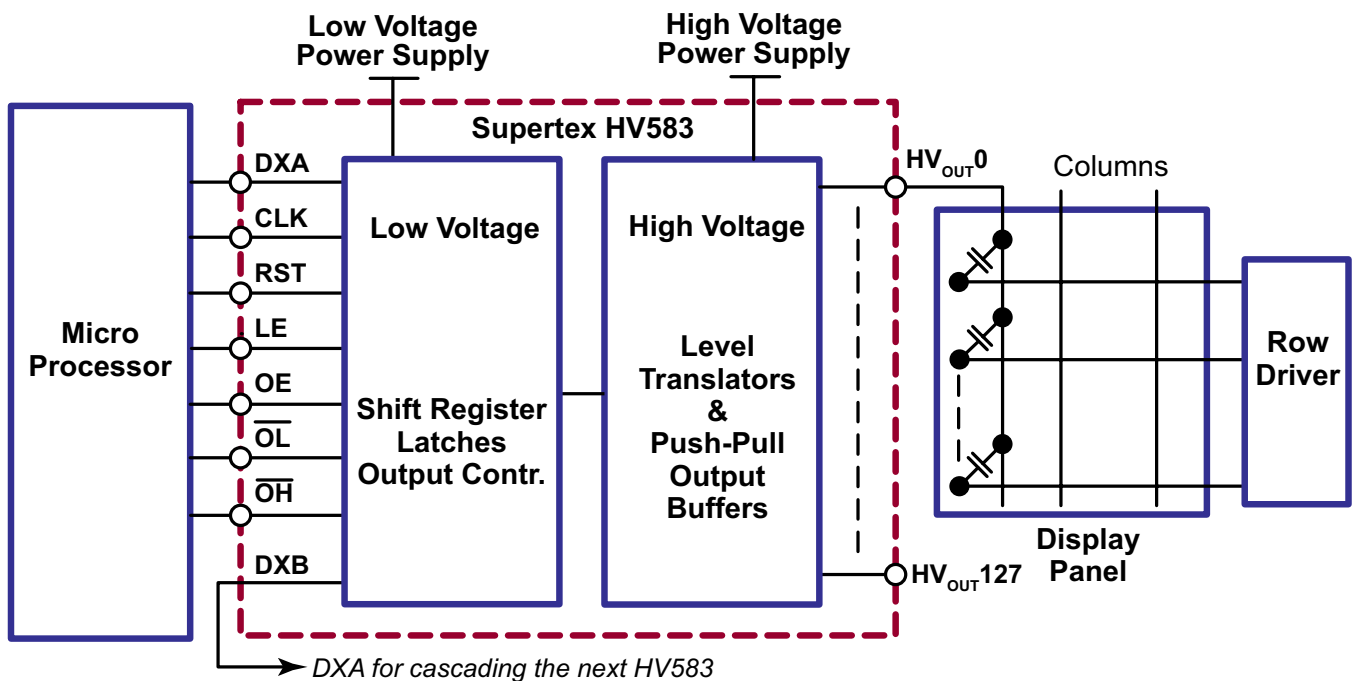 Low Voltage
Power Supply
High Voltage
Power Supply
Supertex HV583
Micro
Processor
DXA
CLK
RST
LE
OE
O̅L̅
O̅H̅
DXB
Low Voltage
Shift Register
Latches
Output Contr.
High Voltage
Level
Translators
&
Push-Pull
Output
Buffers
HVOUT0
HVOUT127
Columns
Display
Panel
Row
Driver
DXA for cascading the next HV583